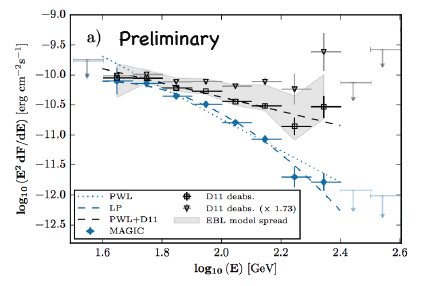 a) Preliminary
log₁₀(E² dF/dE) [erg cm⁻² s⁻¹]
-9.0
-9.5
-10.0
-10.5
-11.0
-11.5
-12.0
-12.5
PWL
LP
PWL+D11
MAGIC
D11 deabs.
D11 deabs. (x 1.73)
EBL model spread
1.4 1.6 1.8 2.0 2.2 2.4 2.6
log₁₀(E) [GeV]